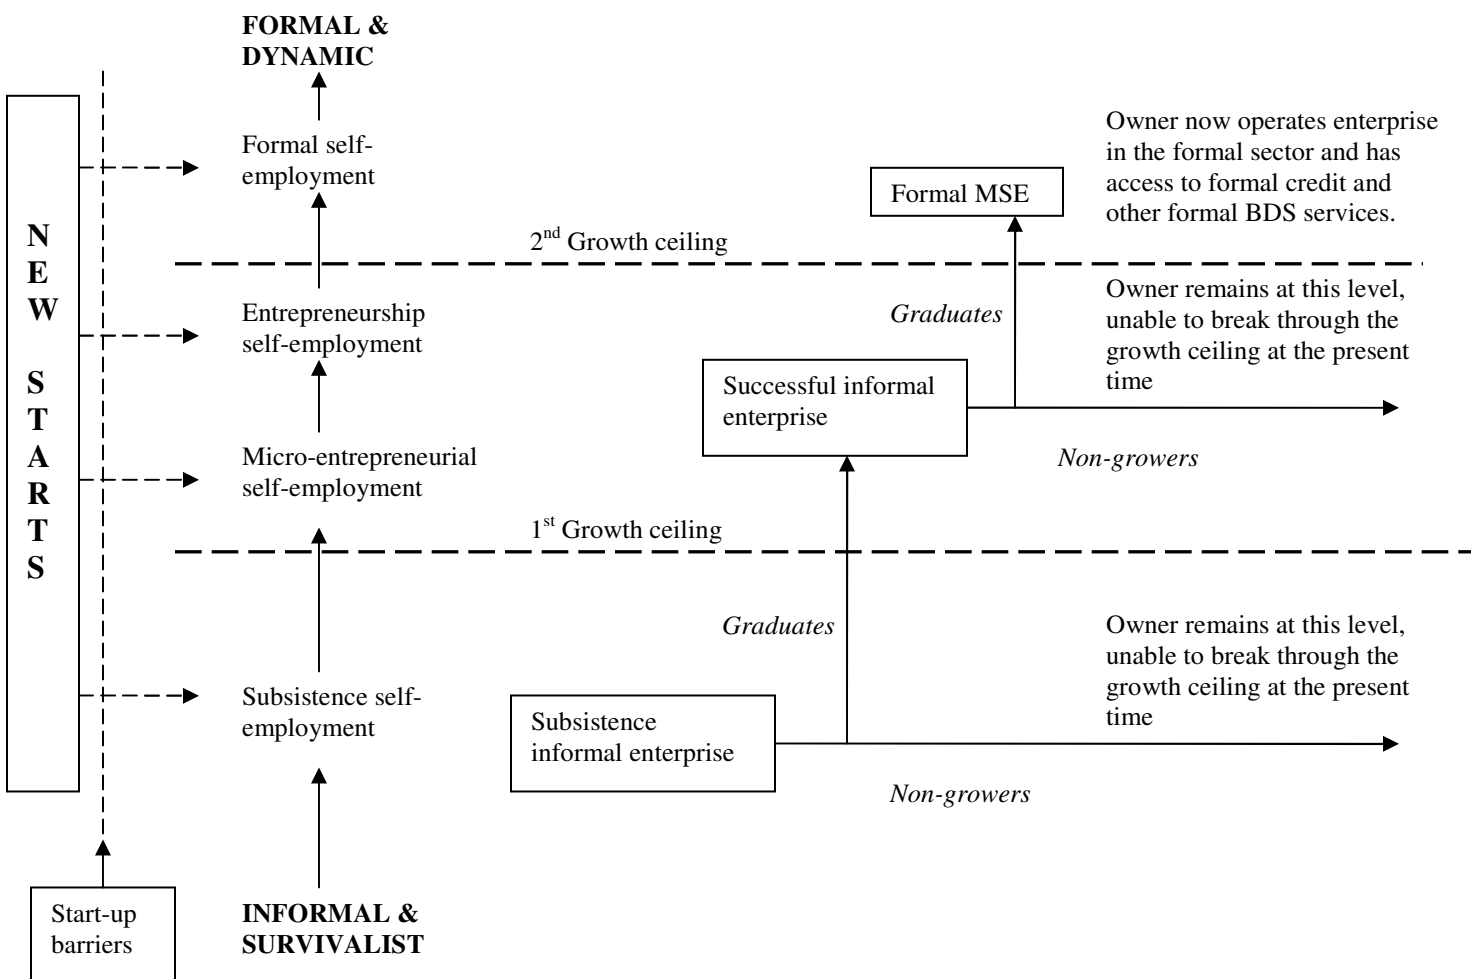 FORMAL &
DYNAMIC
Formal self-
employment
Owner now operates enterprise
in the formal sector and has
access to formal credit and
other formal BDS services.
Formal MSE
N
E
W
S
T
A
R
T
S
2nd Growth ceiling
Entrepreneurship
self-employment
Graduates
Owner remains at this level,
unable to break through the
growth ceiling at the present
time
Successful informal
enterprise
Micro-entrepreneurial
self-employment
Non-growers
1st Growth ceiling
Graduates
Owner remains at this level,
unable to break through the
growth ceiling at the present
time
Subsistence self-
employment
Subsistence
informal enterprise
Non-growers
Start-up
barriers
INFORMAL &
SURVIVALIST